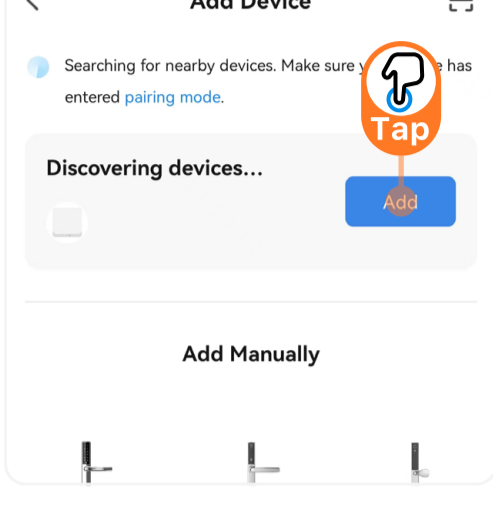 Add Device
Searching for nearby devices. Make sure has
entered pairing mode.
Tap
Discovering devices...
Add
Add Manually